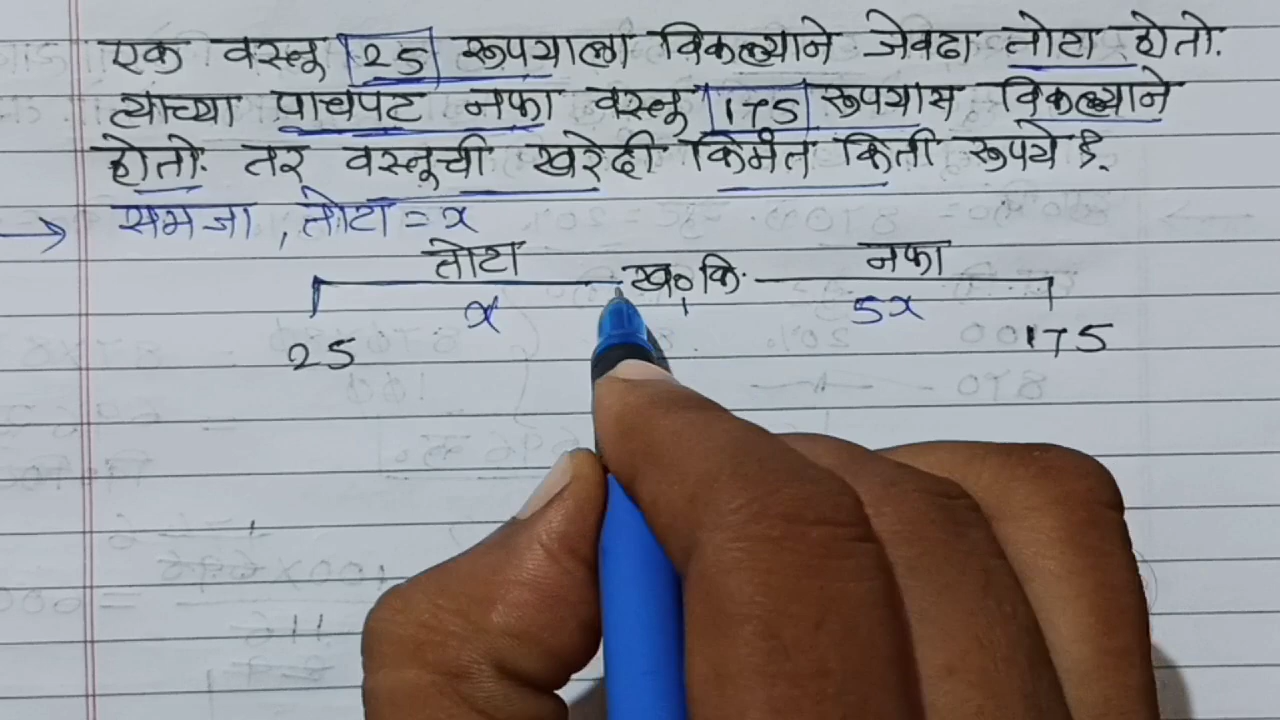 एक वस्तू 25 रूपयाला विकल्याने जेवढा तोटा होतो.
त्याच्या पाचपट नफा वस्तू 175 रूपयास विकल्याने
होतो. तर वस्तूची खरेदी किंमत किती रूपये
→ समजा, तोटा = x
तोटा ख० कि. नफा
x 5x
25 175